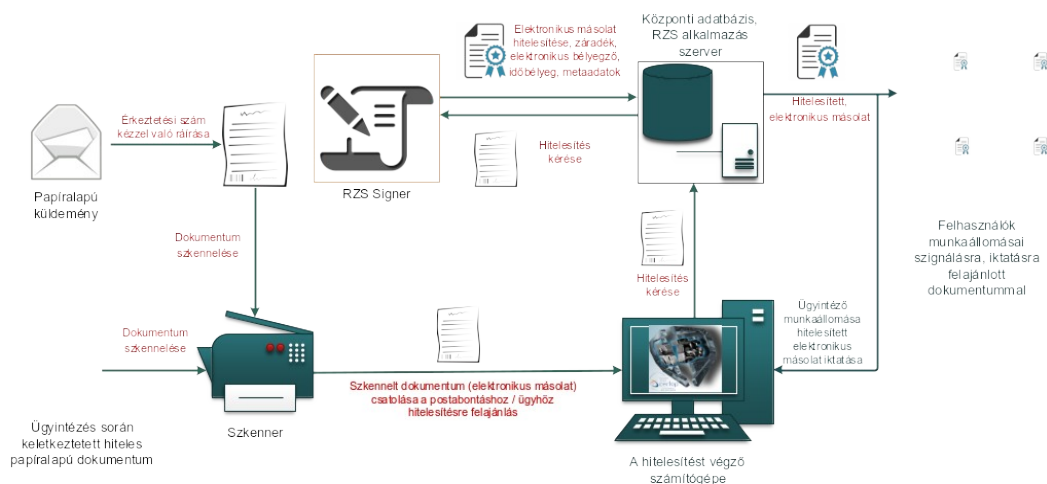 Elektronikus másolat
hitelesítése, záradék,
elektronikus bélyegző,
időbélyeg, metaadatok
Központi adatbázis,
RZS alkalmazás
szerver
Hitelesített,
elektronikus másolat
Érkeztetési szám
kézzel való ráírása
Hitelesítés
kérése
Papíralapú
küldemény
RZS Signer
Dokumentum
szkennelése
Hitelesítés
kérése
Felhasználók
munkaállomásai
szignálásra, iktatásra
felajánlott
dokumentummal
Dokumentum
szkennelése
Ügyintéző
munkaállomása
hitelesített
elektronikus
másolat iktatása
Szkennelt dokumentum (elektronikus másolat)
csatolása a postabontáshoz / ügyhöz
hitelesítésre felajánlás
Ügyintézés során
keletkeztetett hiteles
papíralapú dokumentum
Szkenner
A hitelesítést végző
számítógépe